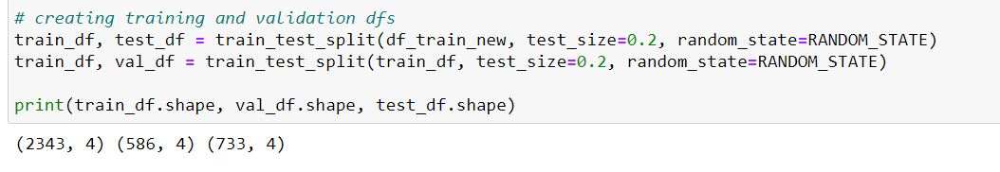 # creating training and validation dfs
train_df, test_df = train_test_split(df_train_new, test_size=0.2, random_state=RANDOM_STATE)
train_df, val_df = train_test_split(train_df, test_size=0.2, random_state=RANDOM_STATE)
print(train_df.shape, val_df.shape, test_df.shape)
(2343, 4) (586, 4) (733, 4)